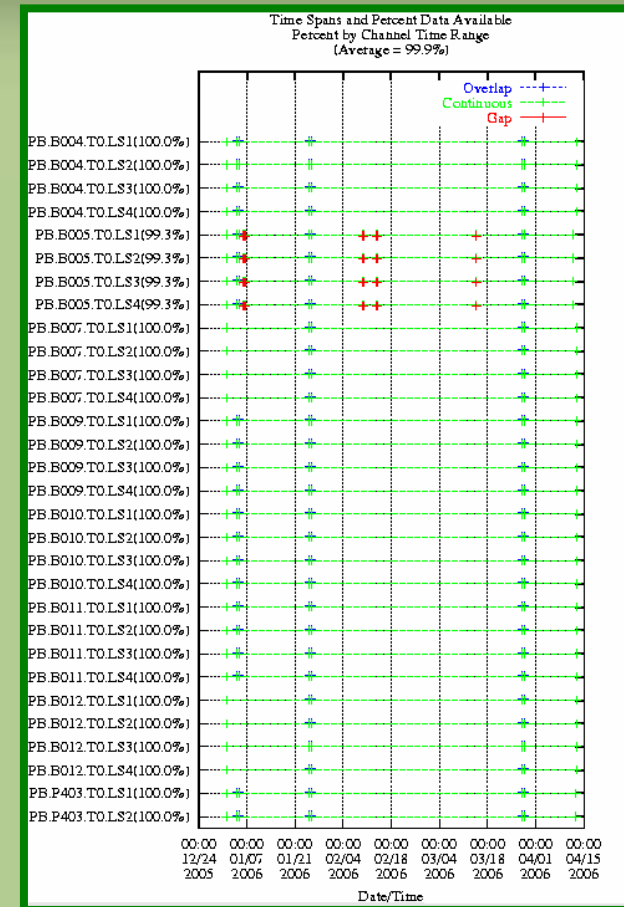 Time Spans and Percent Data Available
Percent by Channel Time Range
(Average = 99.9%)
Overlap
Continuous
Gap
PB.B004.T0.LS1(100.0%)
PB.B004.T0.LS2(100.0%)
PB.B004.T0.LS3(100.0%)
PB.B004.T0.LS4(100.0%)
PB.B005.T0.LS1(99.3%)
PB.B005.T0.LS2(99.3%)
PB.B005.T0.LS3(99.3%)
PB.B005.T0.LS4(99.3%)
PB.B007.T0.LS1(100.0%)
PB.B007.T0.LS2(100.0%)
PB.B007.T0.LS3(100.0%)
PB.B007.T0.LS4(100.0%)
PB.B009.T0.LS1(100.0%)
PB.B009.T0.LS2(100.0%)
PB.B009.T0.LS3(100.0%)
PB.B009.T0.LS4(100.0%)
PB.B010.T0.LS1(100.0%)
PB.B010.T0.LS2(100.0%)
PB.B010.T0.LS3(100.0%)
PB.B010.T0.LS4(100.0%)
PB.B011.T0.LS1(100.0%)
PB.B011.T0.LS2(100.0%)
PB.B011.T0.LS3(100.0%)
PB.B011.T0.LS4(100.0%)
PB.B012.T0.LS1(100.0%)
PB.B012.T0.LS2(100.0%)
PB.B012.T0.LS3(100.0%)
PB.B012.T0.LS4(100.0%)
PB.P403.T0.LS1(100.0%)
PB.P403.T0.LS2(100.0%)
00:00 00:00 00:00 00:00 00:00 00:00 00:00 00:00 00:00
12/24 01/07 01/21 02/04 02/18 03/04 03/18 04/01 04/15
2005 2006 2006 2006 2006 2006 2006 2006 2006
Date/Time